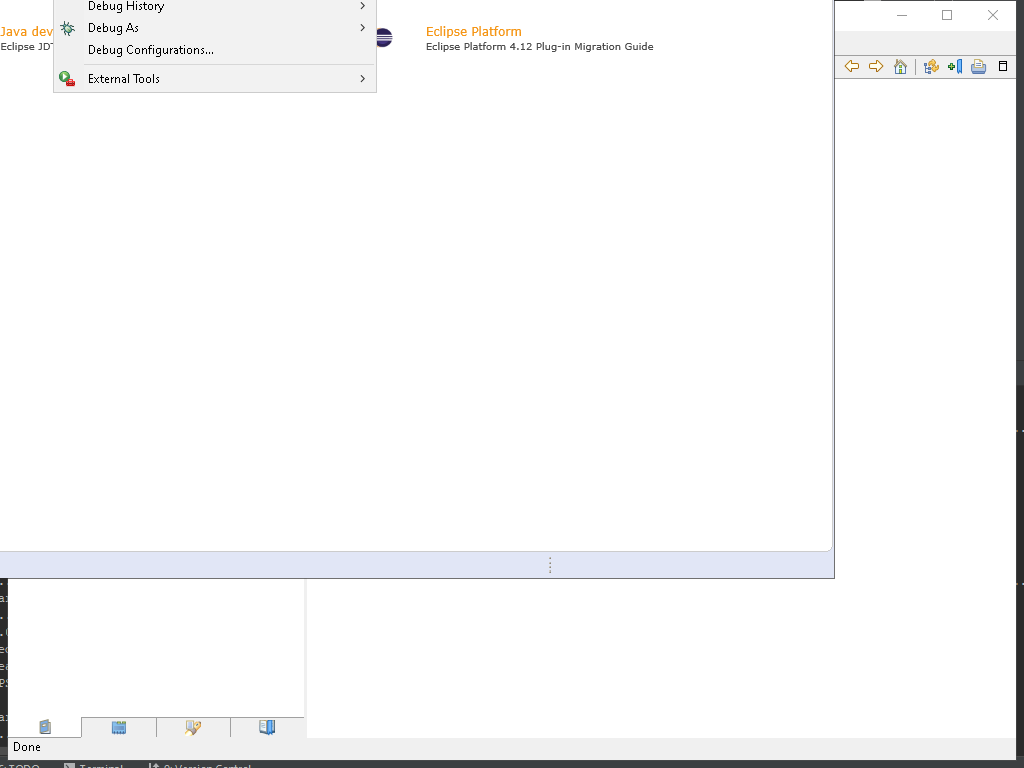 Debug History
Java dev
Eclipse JDT
Debug As
Debug Configurations...
External Tools
Eclipse Platform
Eclipse Platform 4.12 Plug-in Migration Guide
Done
TODO
Terminal
9: Version Control